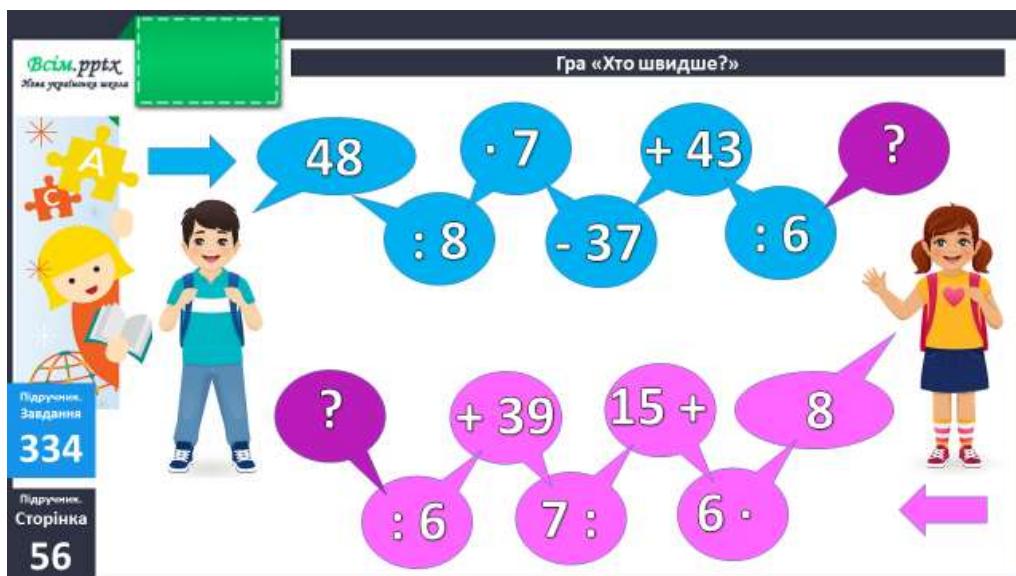 Всім.pptx
Нова українська школа
Гра «Хто швидше?»
А
С
48
: 8
· 7
- 37
+ 43
: 6
?
?
: 6
+ 39
7 :
15 +
6 ·
8
Підручник.
Завдання
334
Підручник.
Сторінка
56